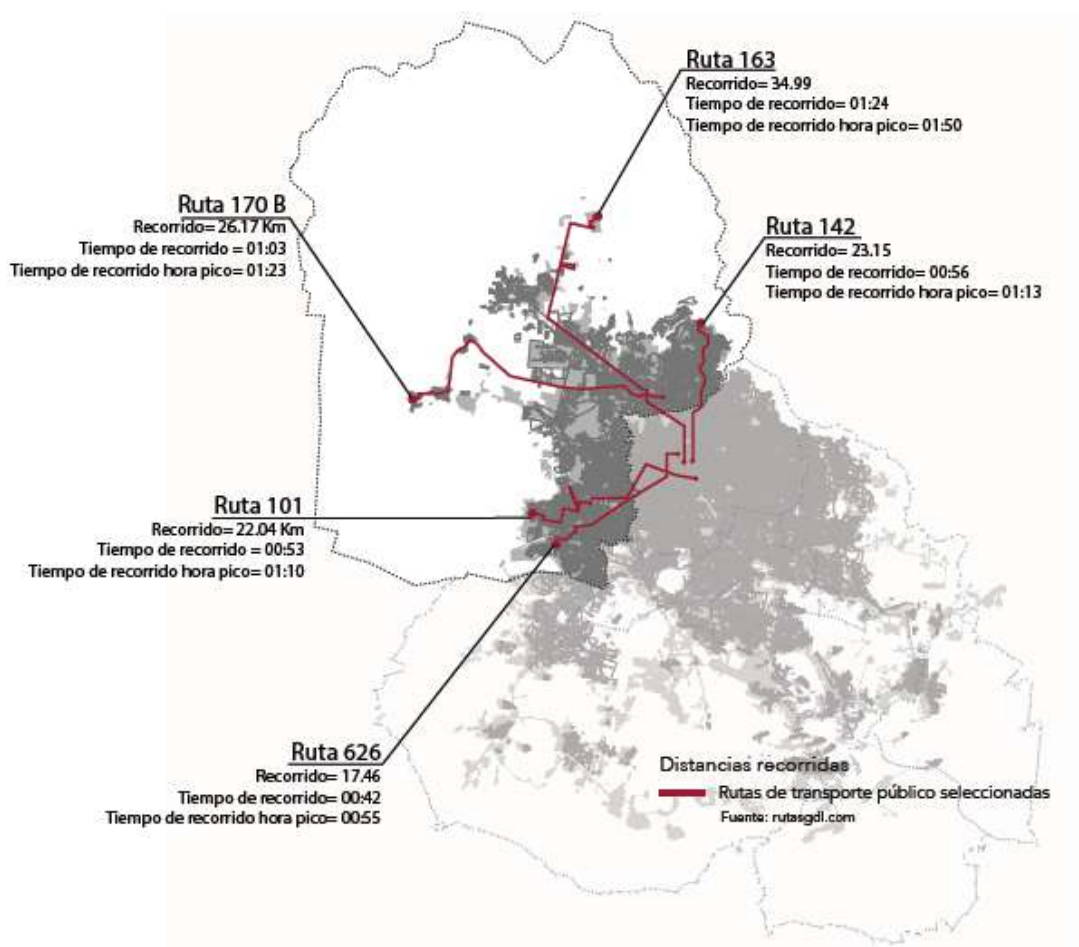 Ruta 163
Recorrido= 34.99
Tiempo de recorrido= 01:24
Tiempo de recorrido hora pico= 01:50
Ruta 170 B
Recorrido= 26.17 Km
Tiempo de recorrido = 01:03
Tiempo de recorrido hora pico= 01:23
Ruta 142
Recorrido= 23.15
Tiempo de recorrido= 00:56
Tiempo de recorrido hora pico= 01:13
Ruta 101
Recorrido= 22.04 Km
Tiempo de recorrido = 00:53
Tiempo de recorrido hora pico= 01:10
Ruta 626
Recorrido= 17.46
Tiempo de recorrido= 00:42
Tiempo de recorrido hora pico= 00:55
Distancias recorridas
Rutas de transporte público seleccionadas
Fuente: rutasgdl.com